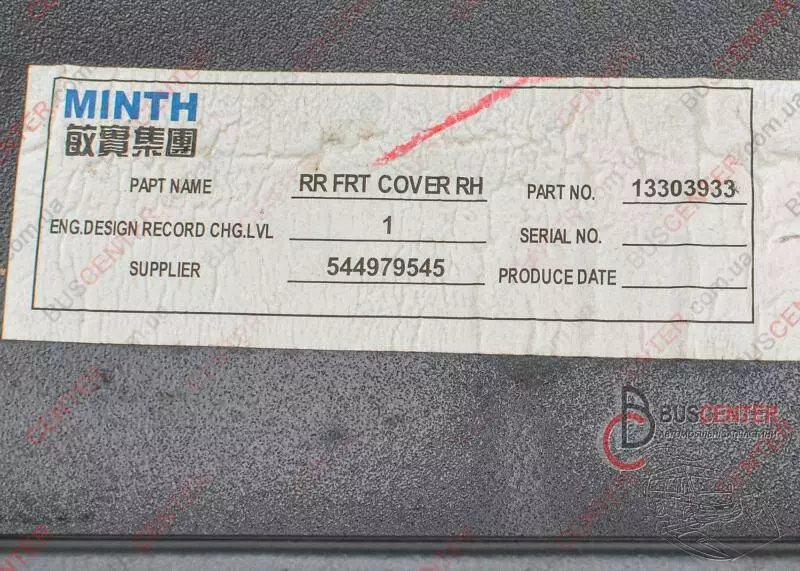 MINTH
敏實集團
PAPT NAME RR FRT COVER RH PART NO. 13303933
ENG.DESIGN RECORD CHG.LVL 1 SERIAL NO.
SUPPLIER 544979545 PRODUCE DATE
BUSCENTER